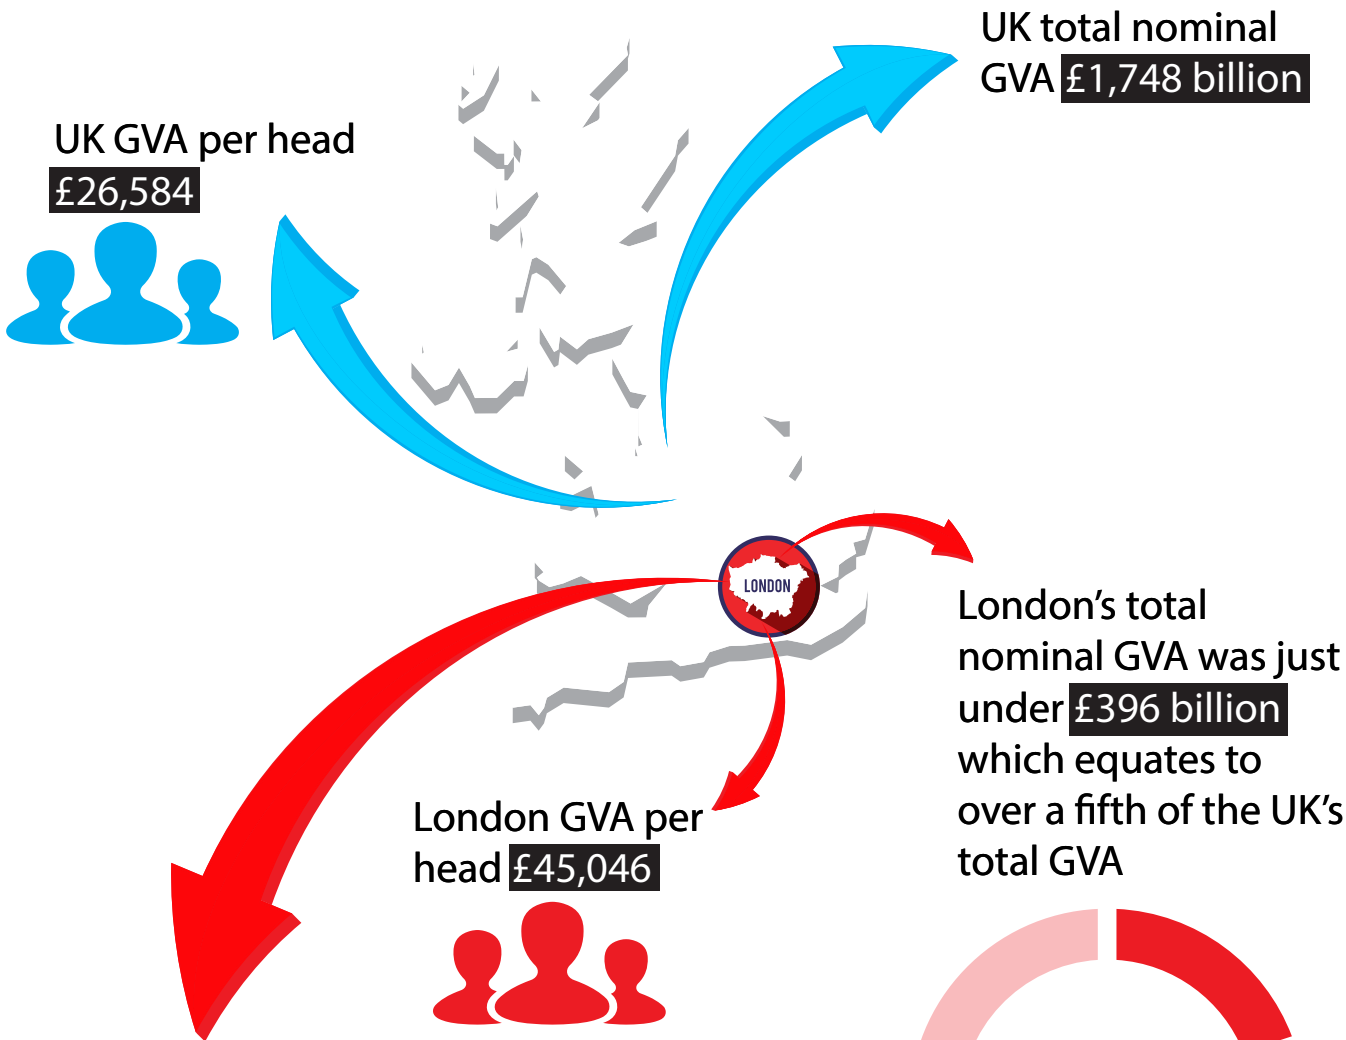 UK total nominal
GVA £1,748 billion
UK GVA per head
£26,584
LONDON
London's total
nominal GVA was just
under £396 billion
which equates to
over a fifth of the UK's
total GVA
London GVA per
head £45,046